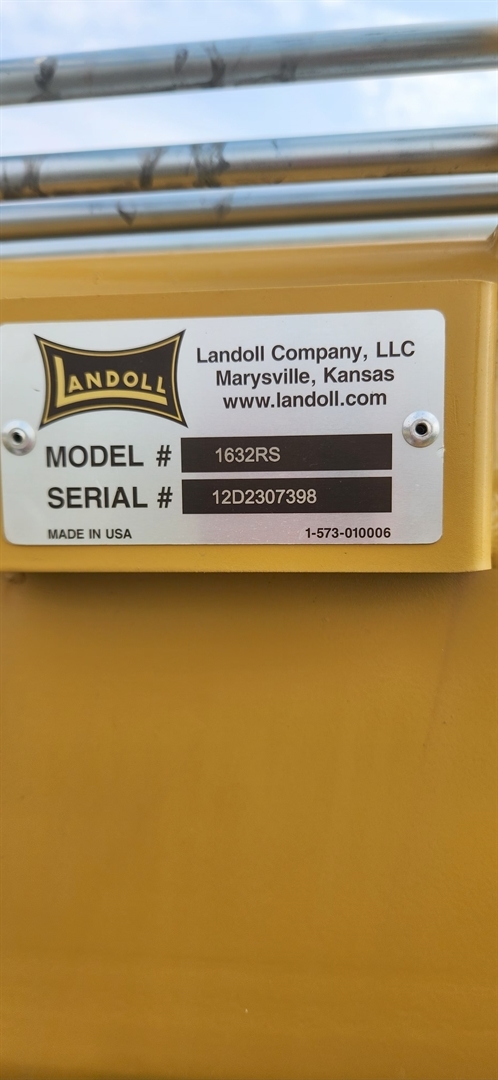 LANDOLL
Landoll Company, LLC
Marysville, Kansas
www.landoll.com
MODEL # 1632RS
SERIAL # 12D2307398
MADE IN USA 1-573-010006